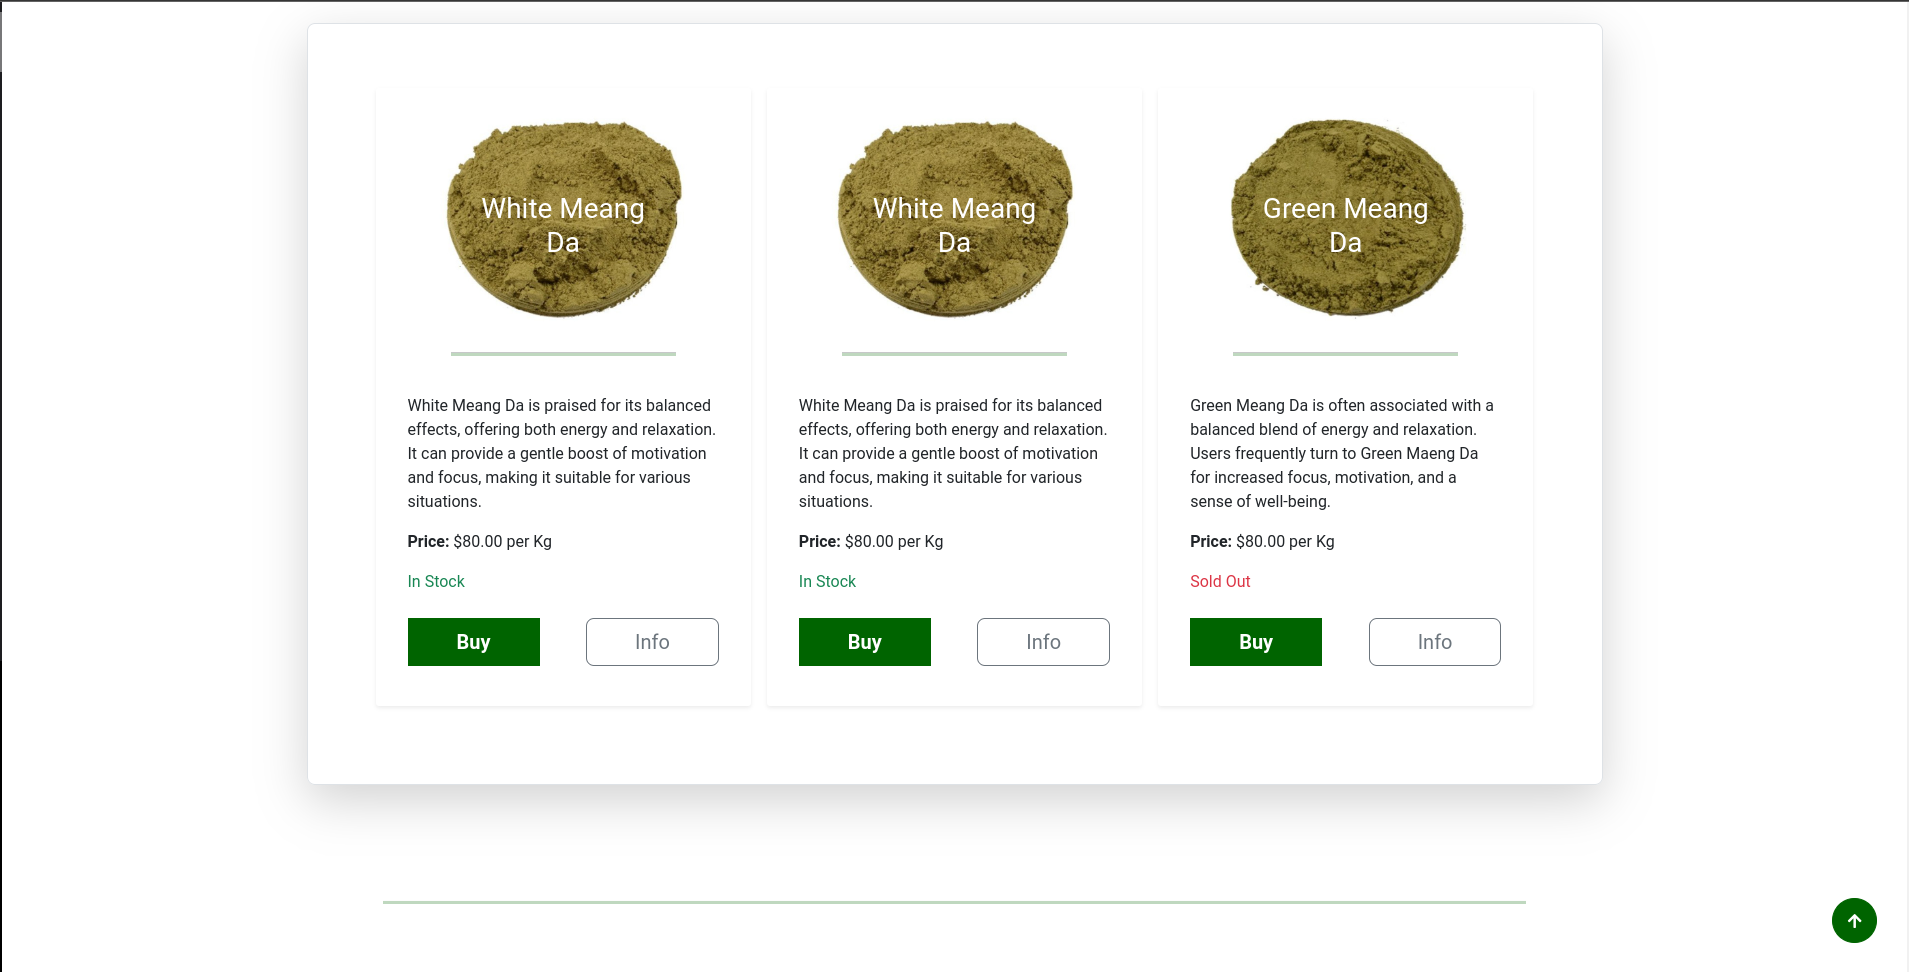 White Meang
Da
White Meang Da is praised for its balanced
effects, offering both energy and relaxation.
It can provide a gentle boost of motivation
and focus, making it suitable for various
situations.
Price: $80.00 per Kg
In Stock
Buy
Info
White Meang
Da
White Meang Da is praised for its balanced
effects, offering both energy and relaxation.
It can provide a gentle boost of motivation
and focus, making it suitable for various
situations.
Price: $80.00 per Kg
In Stock
Buy
Info
Green Meang
Da
Green Meang Da is often associated with a
balanced blend of energy and relaxation.
Users frequently turn to Green Maeng Da
for increased focus, motivation, and a
sense of well-being.
Price: $80.00 per Kg
Sold Out
Buy
Info